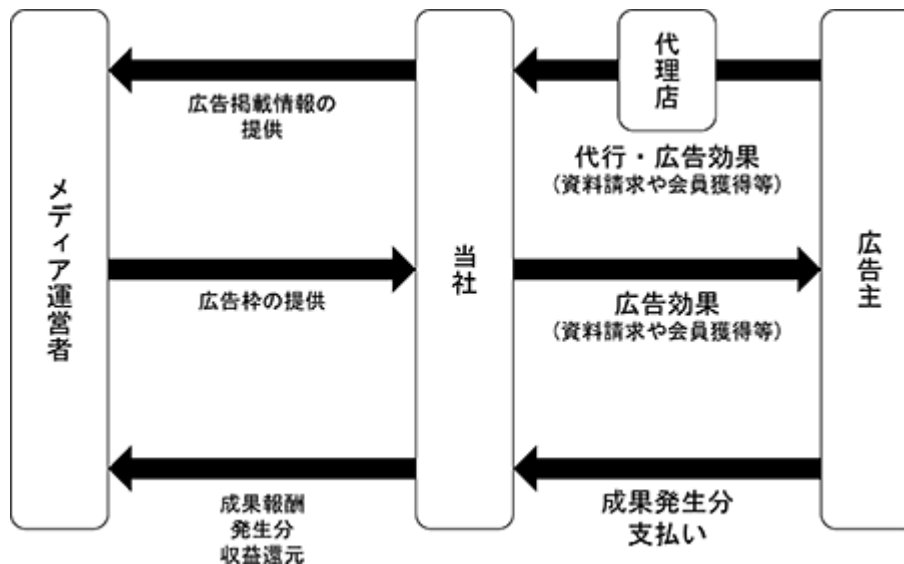 代理店
広告掲載情報の
提供
代行・広告効果
（資料請求や会員獲得等）
メディア運営者
当社
広告主
広告枠の提供
広告効果
（資料請求や会員獲得等）
成果報酬
発生分
収益還元
成果発生分
支払い